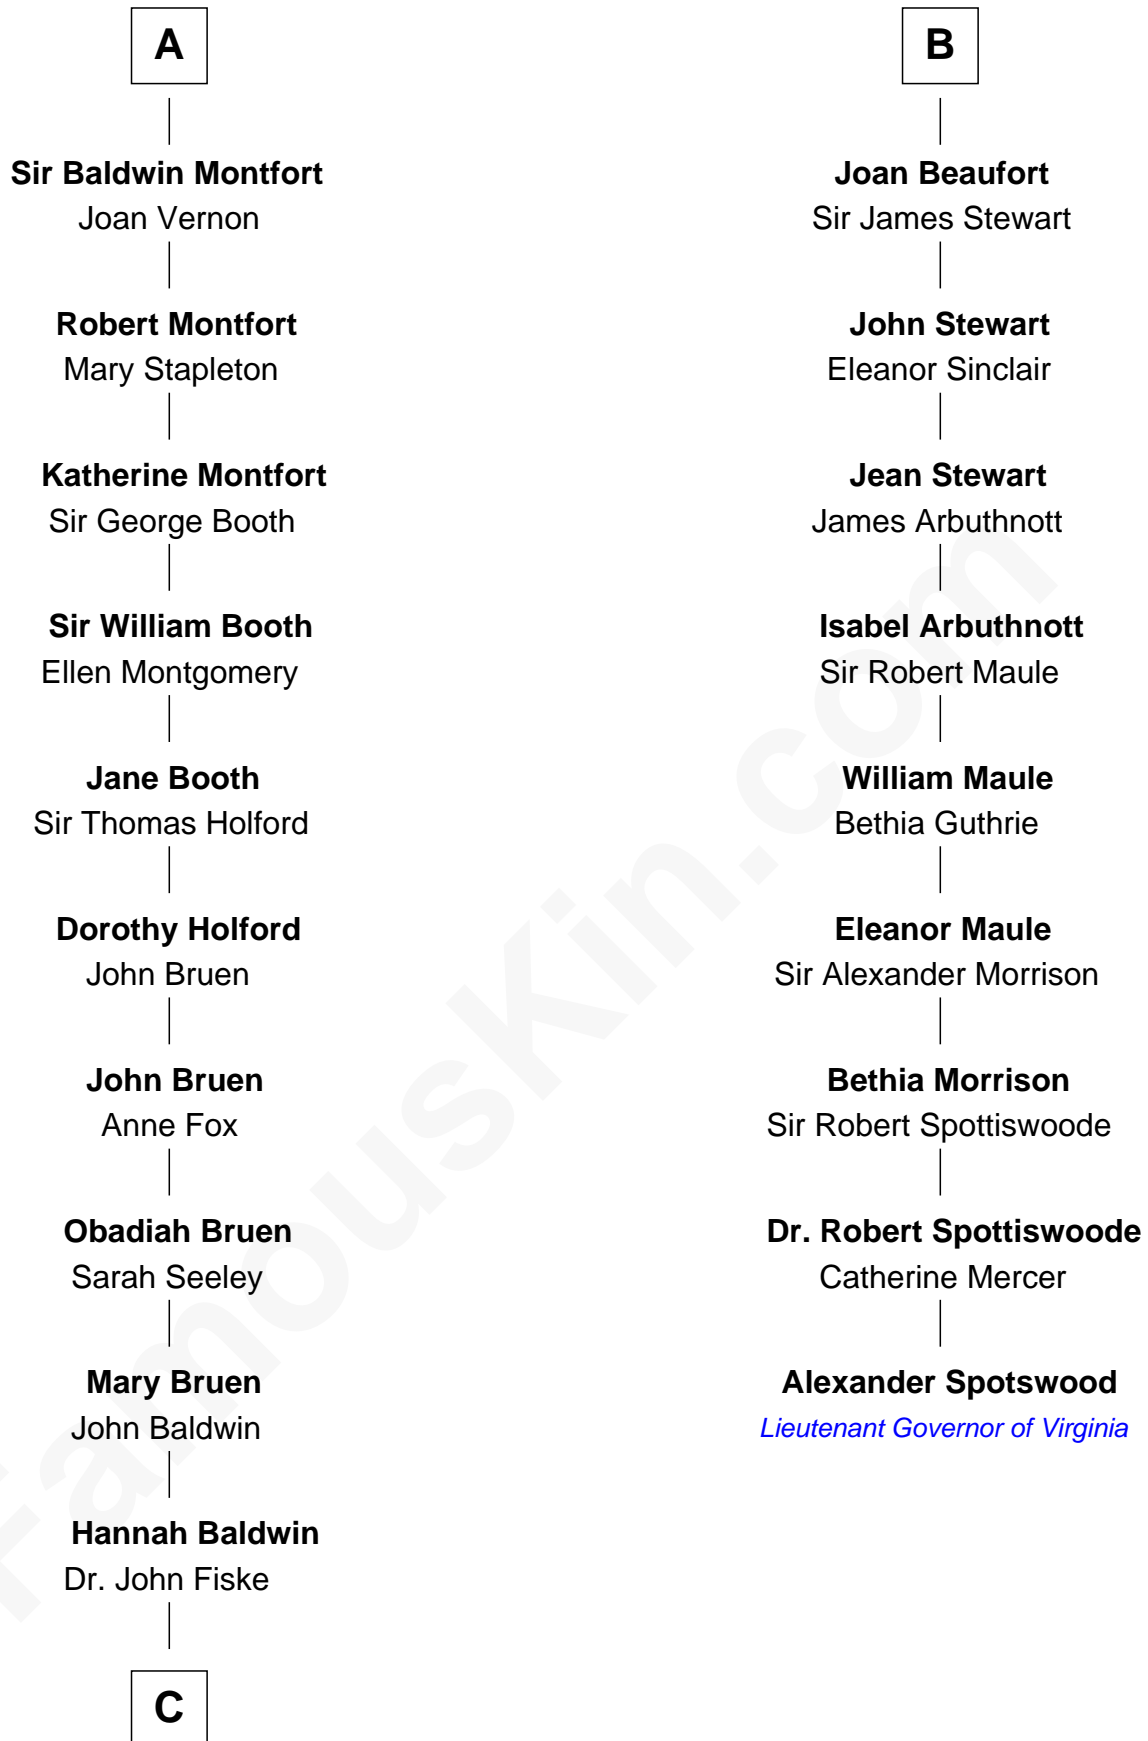 A
Sir Baldwin Montfort
Joan Vernon
Robert Montfort
Mary Stapleton
Katherine Montfort
Sir George Booth
Sir William Booth
Ellen Montgomery
Jane Booth
Sir Thomas Holford
Dorothy Holford
John Bruen
John Bruen
Anne Fox
Obadiah Bruen
Sarah Seeley
Mary Bruen
John Baldwin
Hannah Baldwin
Dr. John Fiske
C
B
Joan Beaufort
Sir James Stewart
John Stewart
Eleanor Sinclair
Jean Stewart
James Arbuthnott
Isabel Arbuthnott
Sir Robert Maule
William Maule
Bethia Guthrie
Eleanor Maule
Sir Alexander Morrison
Bethia Morrison
Sir Robert Spottiswoode
Dr. Robert Spottiswoode
Catherine Mercer
Alexander Spotswood
Lieutenant Governor of Virginia
FamousKin.com